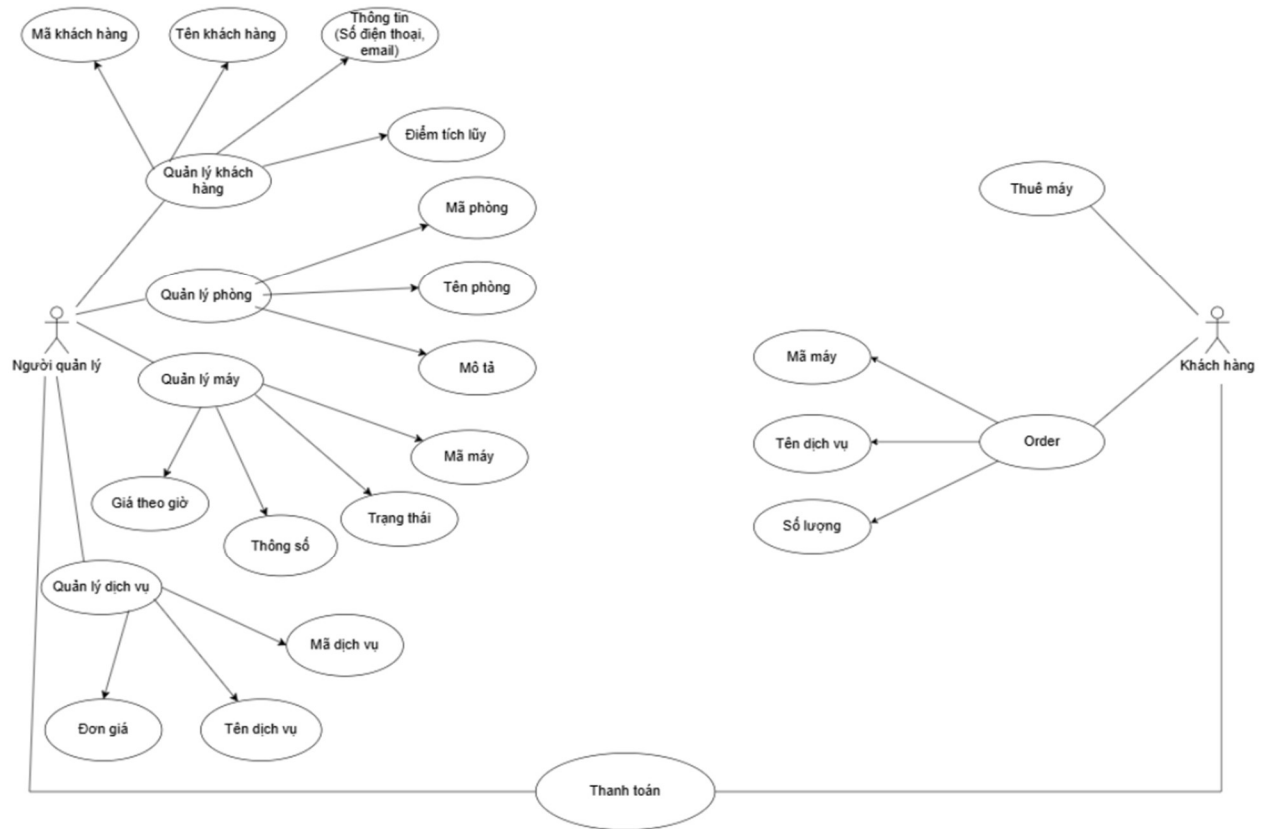 Mã khách hàng
Tên khách hàng
Thông tin
(Số điện thoại,
email)
Điểm tích lũy
Quản lý khách
hàng
Mã phòng
Thuê máy
Quản lý phòng
Tên phòng
Người quản lý
Khách hàng
Mô tả
Mã máy
Quản lý máy
Tên dịch vụ
Order
Mã máy
Giá theo giờ
Trạng thái
Số lượng
Thông số
Quản lý dịch vụ
Mã dịch vụ
Đơn giá
Tên dịch vụ
Thanh toán